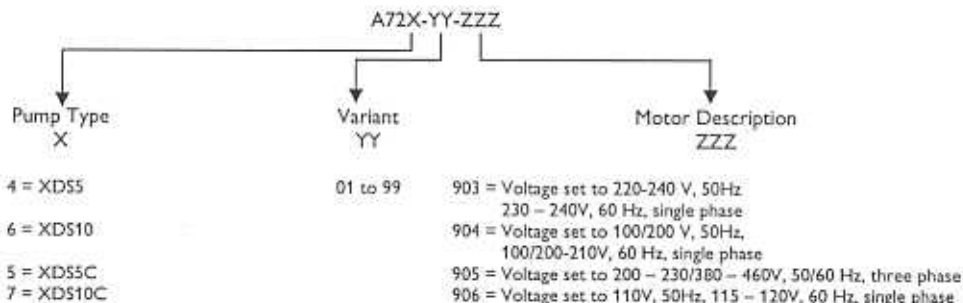 A72X-YY-ZZZ
Pump Type
X
Variant
YY
Motor Description
ZZZ
4 = XDS5
6 = XDS10
5 = XDS5C
7 = XDS10C
01 to 99
903 = Voltage set to 220-240 V, 50Hz
230 – 240V, 60 Hz, single phase
904 = Voltage set to 100/200 V, 50Hz,
100/200-210V, 60 Hz, single phase
905 = Voltage set to 200 – 230/380 – 460V, 50/60 Hz, three phase
906 = Voltage set to 110V, 50Hz, 115 – 120V, 60 Hz, single phase